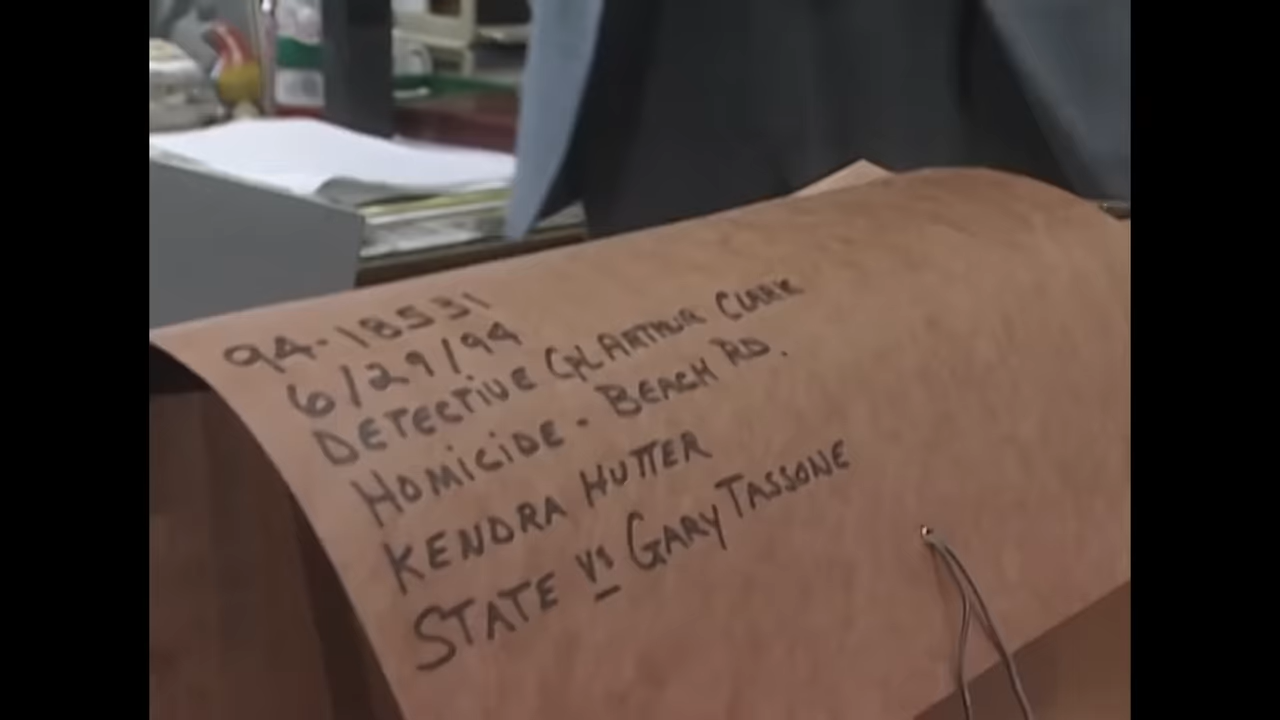 94-18531
6/29/94
DETECTIVE CPL ARTHUR CLARK
HOMICIDE - BEACH RD.
KENDRA HUTTER
STATE vs GARY TASSONE